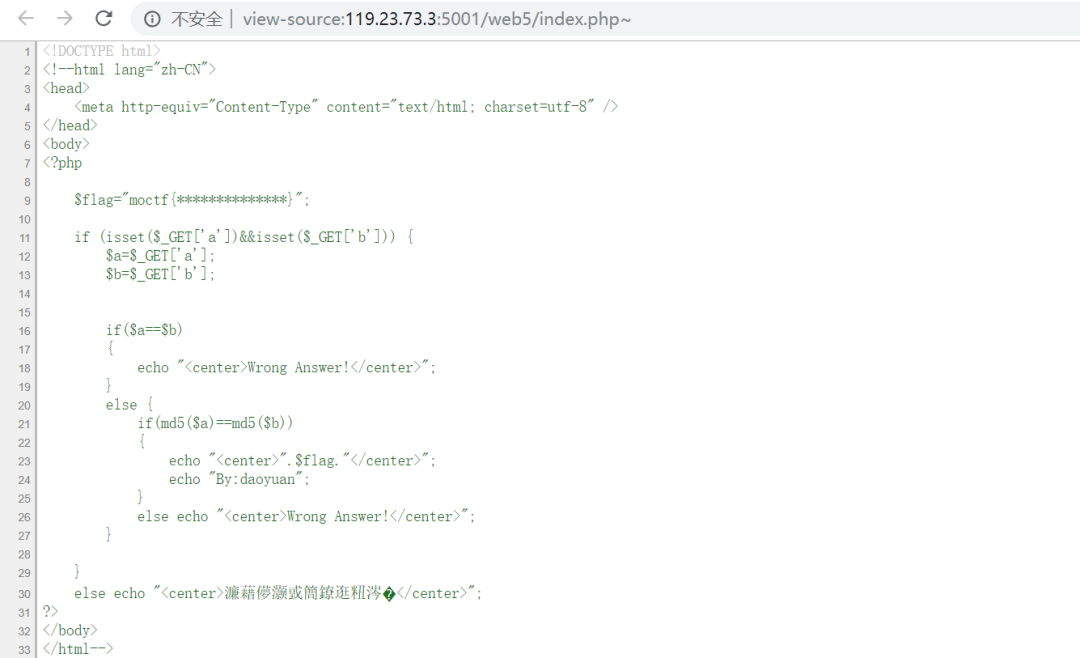 不安全 | view-source:119.23.73.3:5001/web5/index.php~
1 <!DOCTYPE html>
2 <!--html lang="zh-CN">
3 <head>
4 <meta http-equiv="Content-Type" content="text/html; charset=utf-8" />
5 </head>
6 <body>
7 <?php
8
9 $flag="moctf{**************}";
10
11 if (isset($_GET['a'])&&isset($_GET['b'])) {
12 $a=$_GET['a'];
13 $b=$_GET['b'];
14
15
16 if($a==$b)
17 {
18 echo "<center>Wrong Answer!</center>";
19 }
20 else {
21 if(md5($a)==md5($b))
22 {
23 echo "<center>".$flag."</center>";
24 echo "By:daoyuan";
25 }
26 else echo "<center>Wrong Answer!</center>";
27 }
28
29 }
30 else echo "<center>濂藉儚灏戜簡鐐逛粈涔�</center>";
31 ?>
32 </body>
33 </html-->